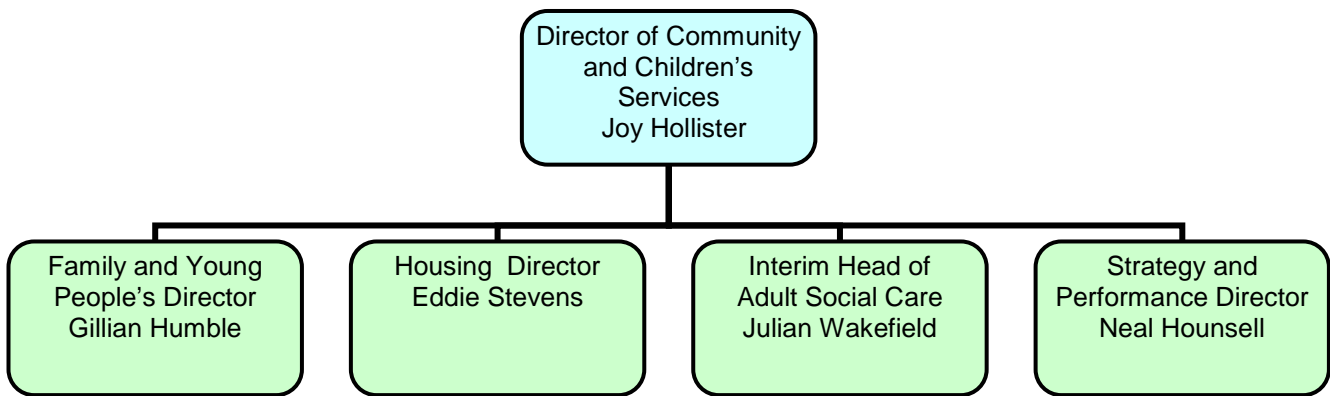 Director of Community
and Children’s
Services
Joy Hollister
Family and Young
People’s Director
Gillian Humble
Housing  Director
Eddie Stevens
Interim Head of
Adult Social Care
Julian Wakefield
Strategy and
Performance Director
Neal Hounsell